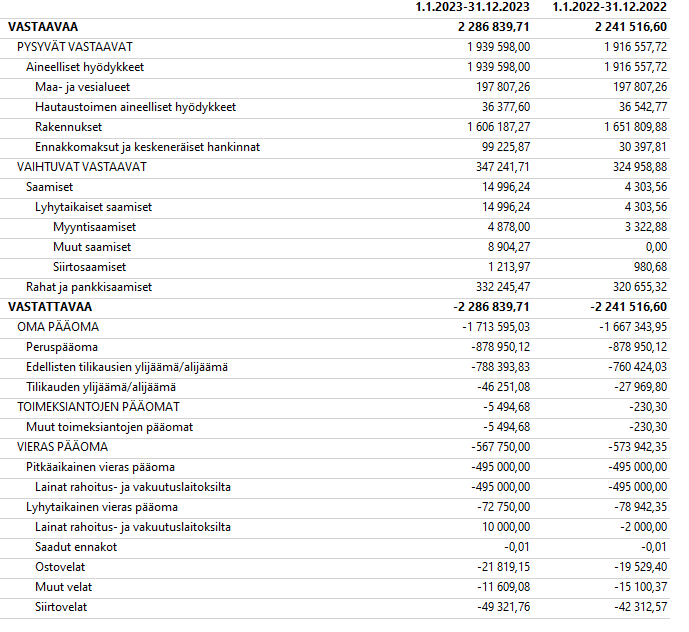 1.1.2023-31.12.2023 1.1.2022-31.12.2022
VASTAAVAA 2 286 839,71 2 241 516,60
PYSYVÄT VASTAAVAT 1 939 598,00 1 916 557,72
Aineelliset hyödykkeet 1 939 598,00 1 916 557,72
Maa- ja vesialueet 197 807,26 197 807,26
Hautaustoimen aineelliset hyödykkeet 36 377,60 36 542,77
Rakennukset 1 606 187,27 1 651 809,88
Ennakkomaksut ja keskeneräiset hankinnat 99 225,87 30 397,81
VAIHTUVAT VASTAAVAT 347 241,71 324 958,88
Saamiset 14 996,24 4 303,56
Lyhytaikaiset saamiset 14 996,24 4 303,56
Myyntisaamiset 4 878,00 3 322,88
Muut saamiset 8 904,27 0,00
Siirtosaamiset 1 213,97 980,68
Rahat ja pankkisaamiset 332 245,47 320 655,32
VASTATTAVAA -2 286 839,71 -2 241 516,60
OMA PÄÄOMA -1 713 595,03 -1 667 343,95
Peruspääoma -878 950,12 -878 950,12
Edellisten tilikausien ylijäämä/alijäämä -788 393,83 -760 424,03
Tilikauden ylijäämä/alijäämä -46 251,08 -27 969,80
TOIMEKSIANTOJEN PÄÄOMAT -5 494,68 -230,30
Muut toimeksiantojen pääomat -5 494,68 -230,30
VIERAS PÄÄOMA -567 750,00 -573 942,35
Pitkäaikainen vieras pääoma -495 000,00 -495 000,00
Lainat rahoitus- ja vakuutuslaitoksilta -495 000,00 -495 000,00
Lyhytaikainen vieras pääoma -72 750,00 -78 942,35
Lainat rahoitus- ja vakuutuslaitoksilta 10 000,00 -2 000,00
Saadut ennakot -0,01 -0,01
Ostovelat -21 819,15 -19 529,40
Muut velat -11 609,08 -15 100,37
Siirtovelat -49 321,76 -42 312,57